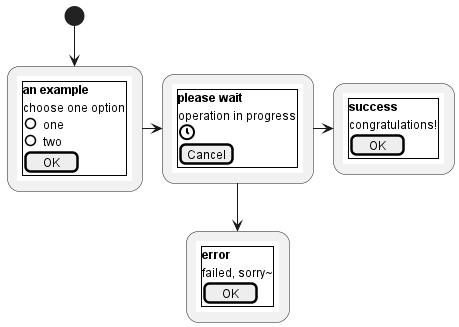 an example
choose one option
one
two
OK
please wait
operation in progress
Cancel
success
congratulations!
OK
error
failed, sorry~
OK